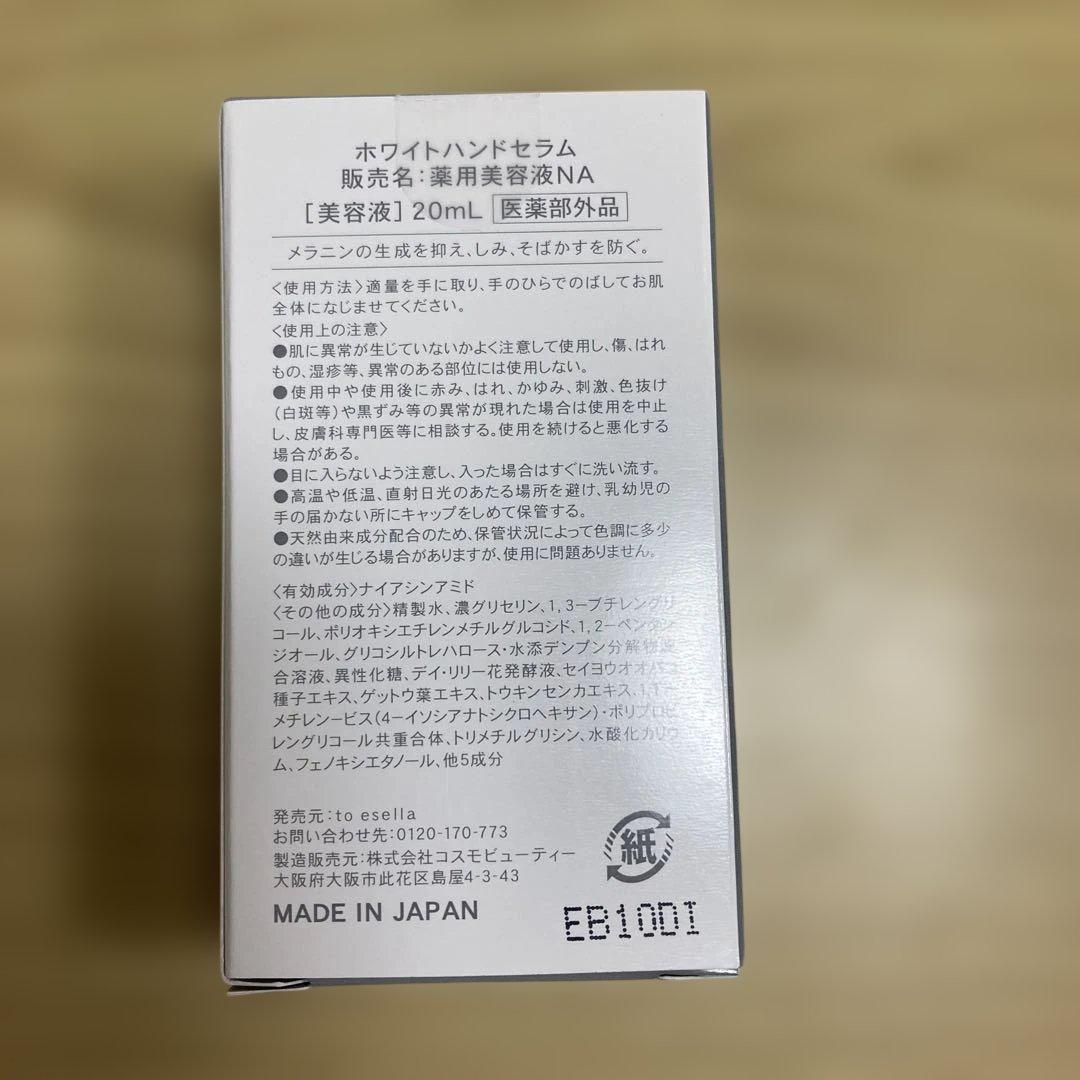 ホワイトハンドセラム
販売名:薬用美容液NA
[美容液] 20mL 医薬部外品
メラニンの生成を抑え、しみ、そばかすを防ぐ。
〈使用方法〉適量を手に取り、手のひらでのばしてお肌
全体になじませてください。
〈使用上の注意〉
●肌に異常が生じていないかよく注意して使用し、傷、はれ
もの、湿疹等、異常のある部位には使用しない。
●使用中や使用後に赤み、はれ、かゆみ、刺激、色抜け
(白斑等)や黒ずみ等の異常が現れた場合は使用を中止
し、皮膚科専門医等に相談する。使用を続けると悪化する
場合がある。
●目に入らないよう注意し、入った場合はすぐに洗い流す。
●高温や低温、直射日光のあたる場所を避け、乳幼児の
手の届かない所にキャップをしめて保管する。
●天然由来成分配合のため、保管状況によって色調に多少
の違いが生じる場合がありますが、使用に問題ありません。
〈有効成分〉ナイアシンアミド
〈その他の成分〉精製水、濃グリセリン、1,3−ブチレングリ
コール、ポリオキシエチレンメチルグルコシド、1,2−ペンタン
ジオール、グリコシルトレハロース・水添デンプン分解物混
合溶液、異性化糖、デイ・リリー花発酵液、セイヨウオオバコ
種子エキス、ゲットウ葉エキス、トウキンセンカエキス、1,1'−
メチレン−ビス(4−イソシアナトシクロヘキサン)・ポリプロピ
レングリコール共重合体、トリメチルグリシン、水酸化カリウ
ム、フェノキシエタノール、他5成分
発売元:to esella
お問い合わせ先:0120-170-773
製造販売元:株式会社コスモビューティー
大阪府大阪市此花区島屋4-3-43
紙
MADE IN JAPAN
EB10DI